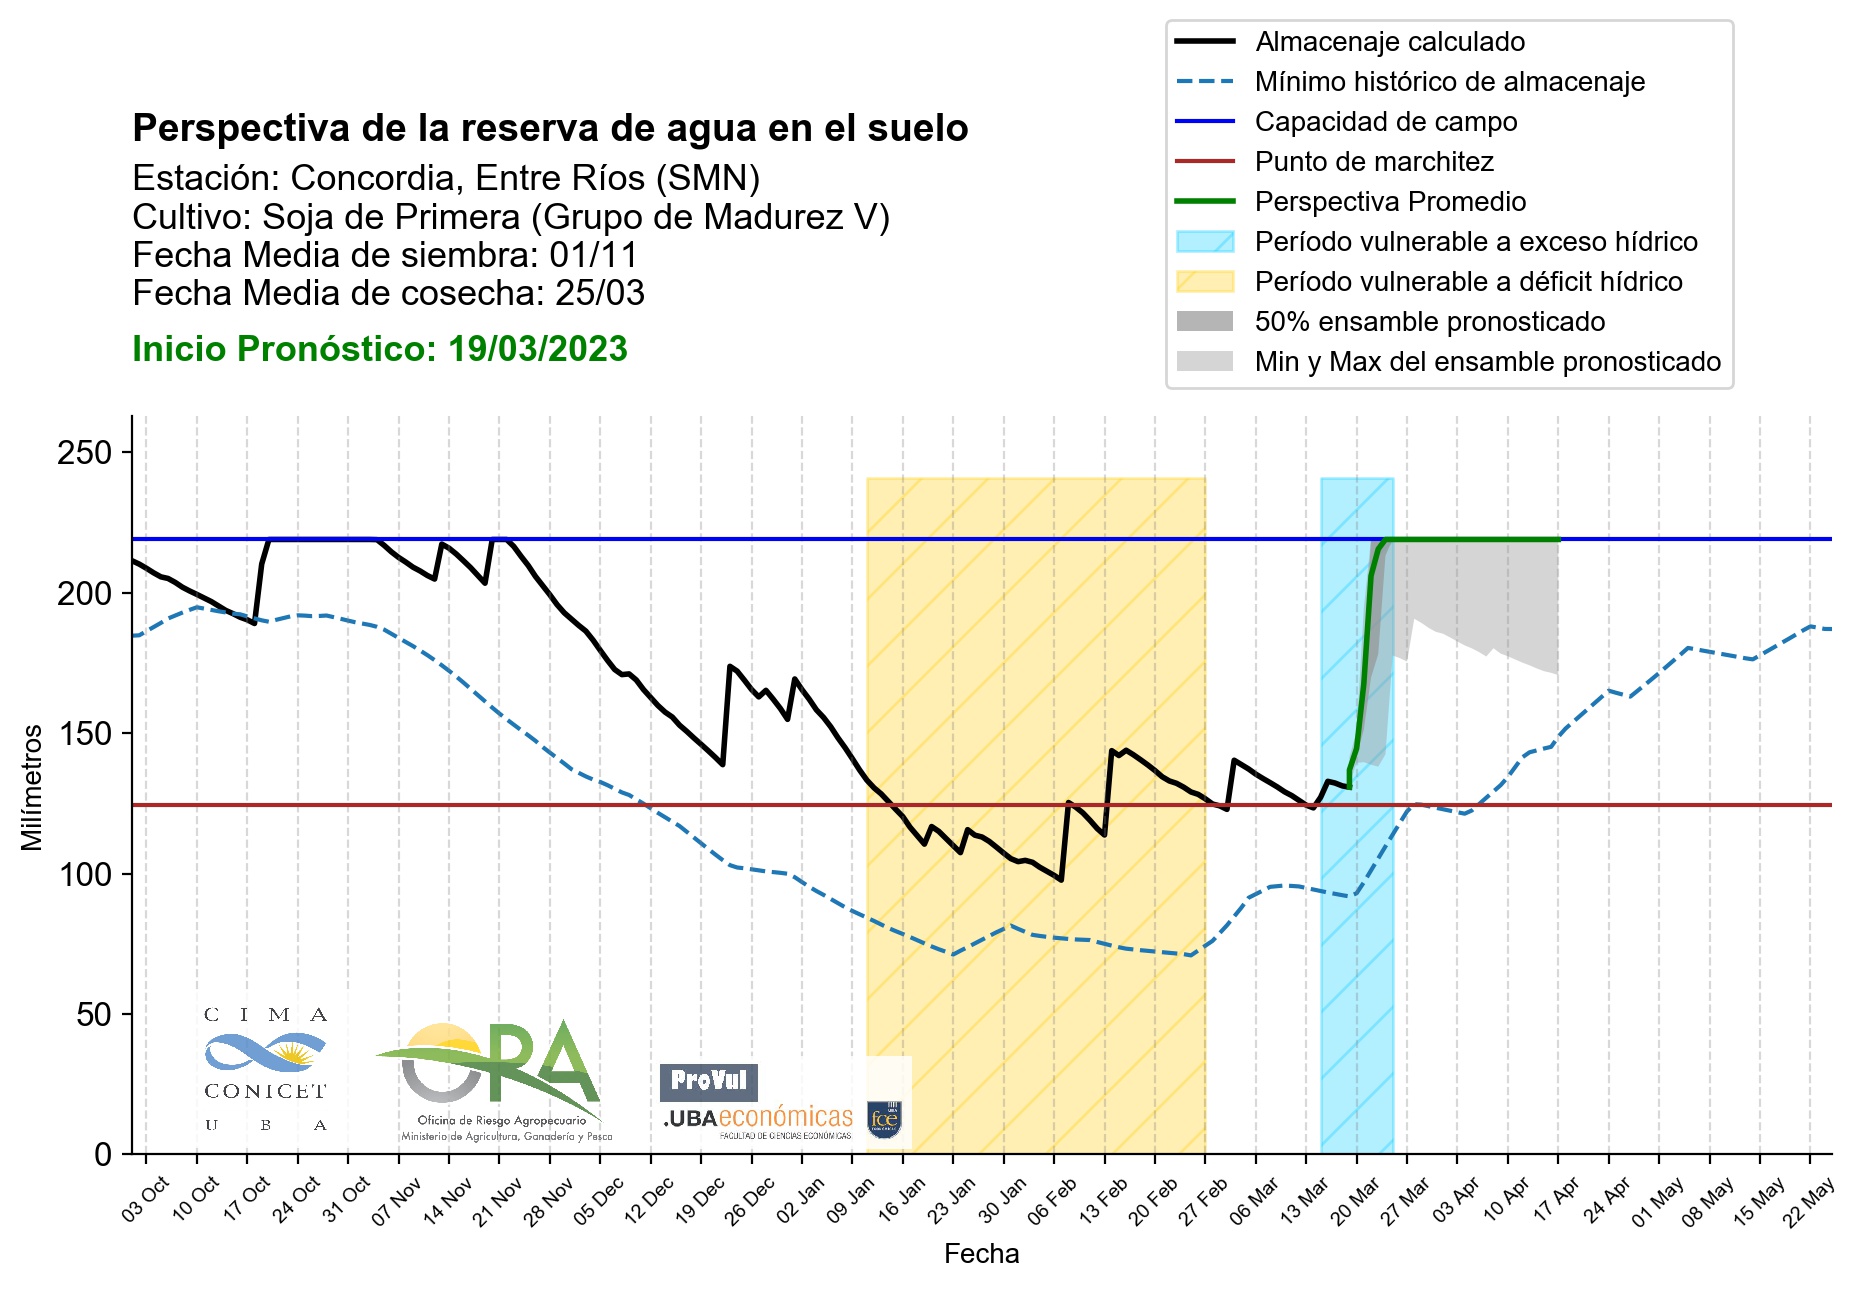 Almacenaje calculado
Mínimo histórico de almacenaje
Capacidad de campo
Punto de marchitez
Perspectiva Promedio
Período vulnerable a exceso hídrico
Período vulnerable a déficit hídrico
50% ensamble pronosticado
Min y Max del ensamble pronosticado
Perspectiva de la reserva de agua en el suelo
Estación: Concordia, Entre Ríos (SMN)
Cultivo: Soja de Primera (Grupo de Madurez V)
Fecha Media de siembra: 01/11
Fecha Media de cosecha: 25/03
Inicio Pronóstico: 19/03/2023
250
200
150
100
50
0
Milímetros
C I M A
CONICET
U B A
ORA
Oficina de Riesgo Agropecuario
Ministerio de Agricultura, Ganadería y Pesca
ProVul
.UBAeconómicas
FACULTAD DE CIENCIAS ECONÓMICAS
UBA
fce
ECONÓMICAS
03 Oct
10 Oct
17 Oct
24 Oct
31 Oct
07 Nov
14 Nov
21 Nov
28 Nov
05 Dec
12 Dec
19 Dec
26 Dec
02 Jan
09 Jan
16 Jan
23 Jan
30 Jan
06 Feb
13 Feb
20 Feb
27 Feb
06 Mar
13 Mar
20 Mar
27 Mar
03 Apr
10 Apr
17 Apr
24 Apr
01 May
08 May
15 May
22 May
Fecha